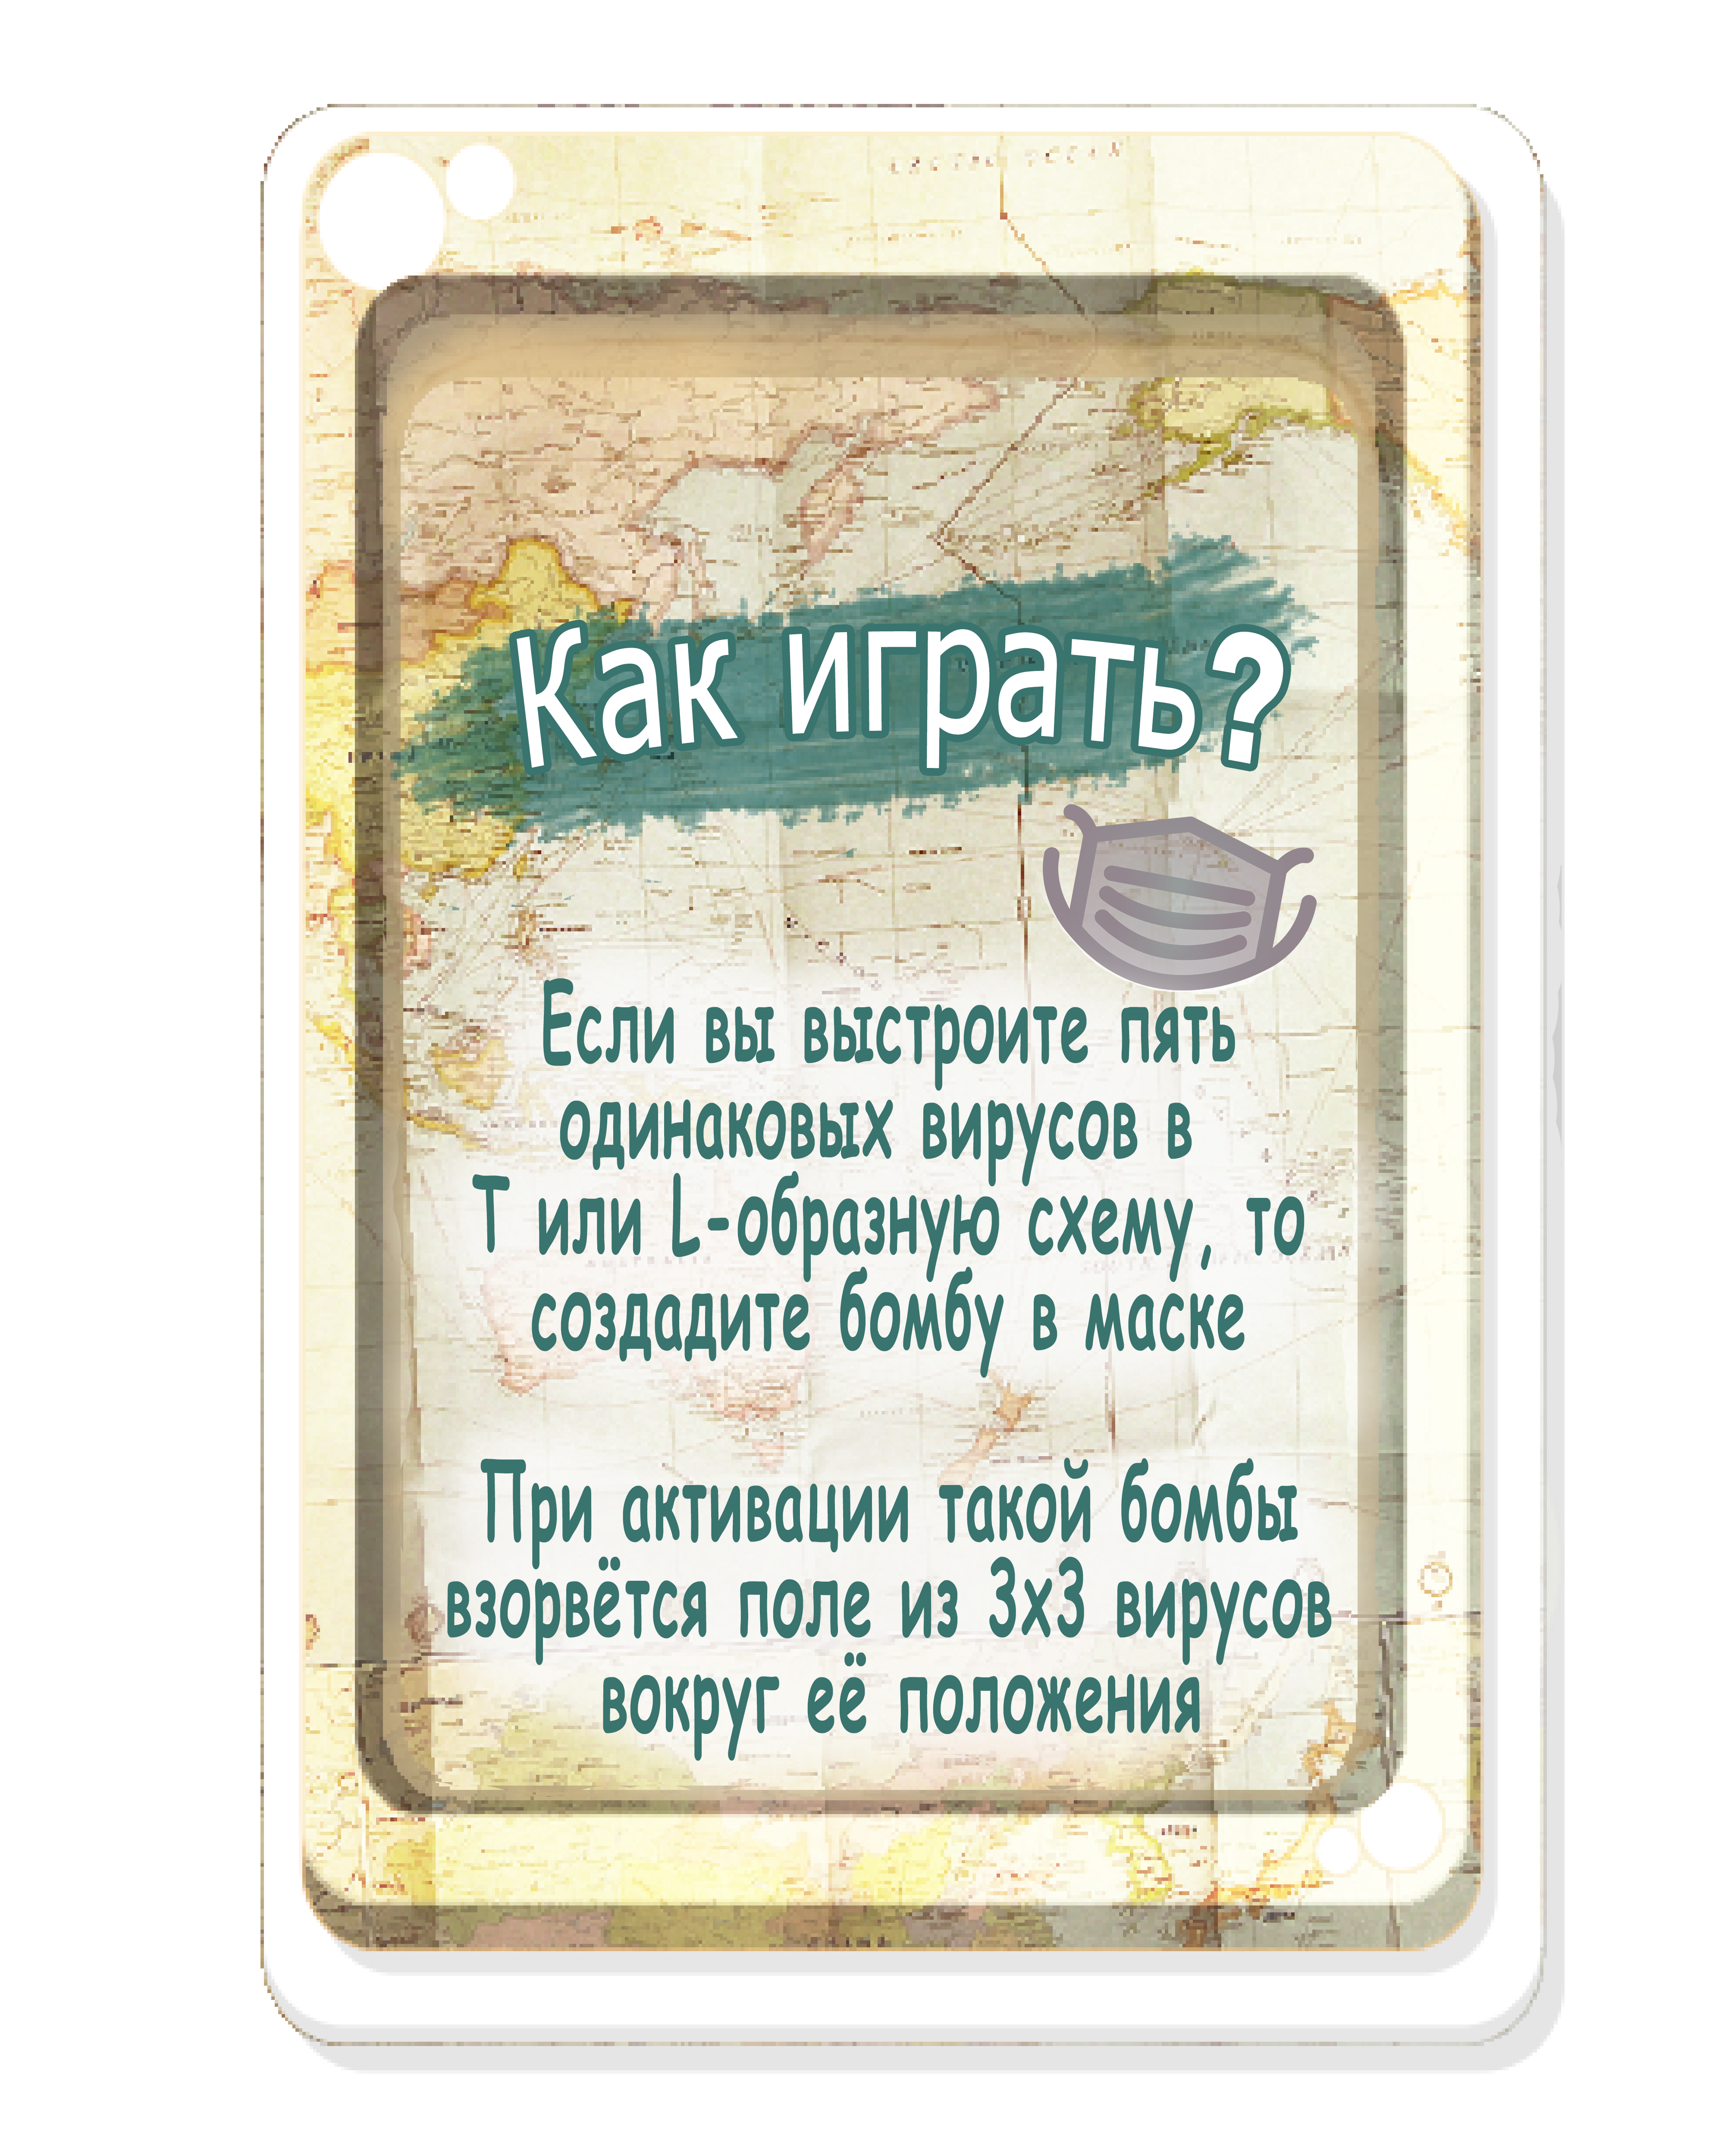 Как играть?
Если вы выстроите пять
одинаковых вирусов в
Т или L-образную схему, то
создадите бомбу в маске
При активации такой бомбы
взорвётся поле из 3х3 вирусов
вокруг её положения